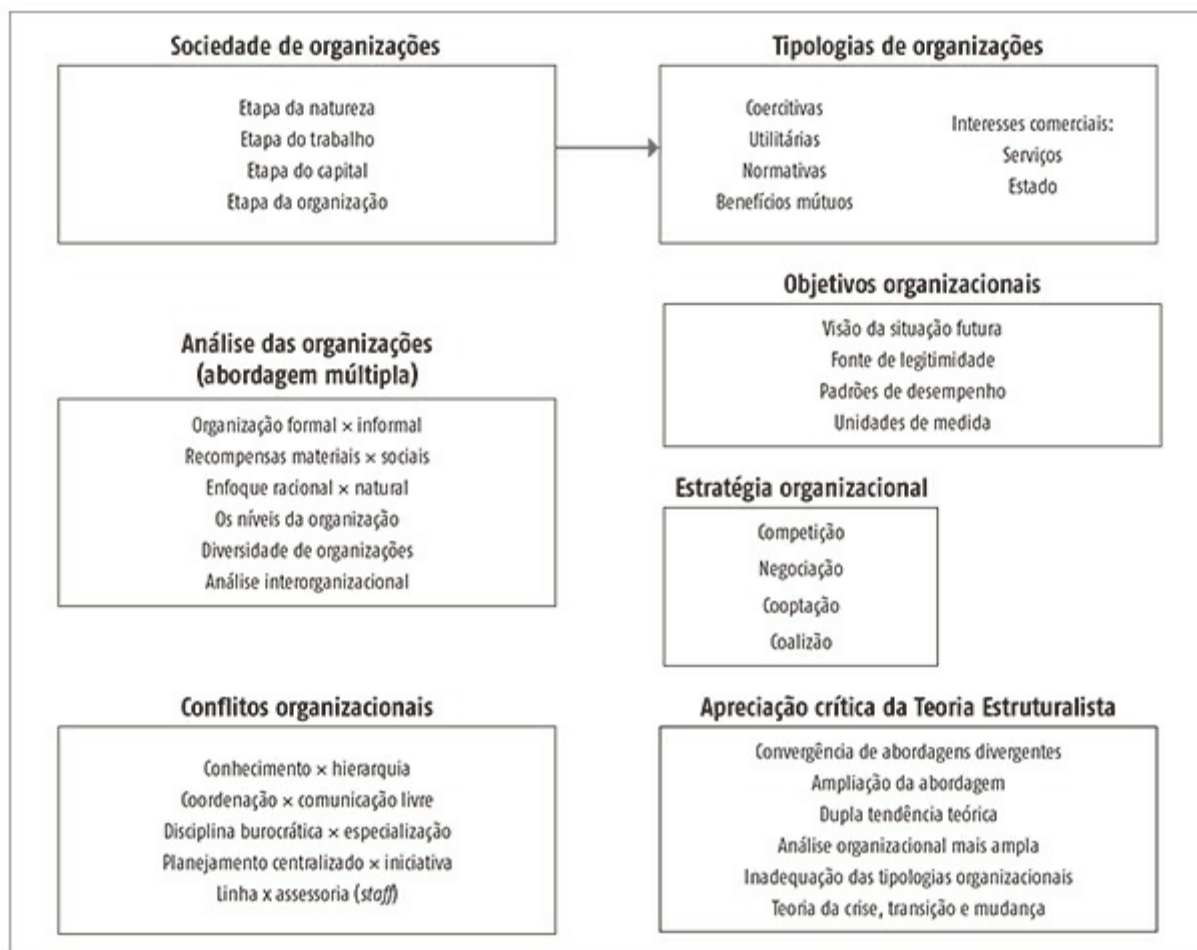 Sociedade de organizações
Etapa da natureza
Etapa do trabalho
Etapa do capital
Etapa da organização
Tipologias de organizações
Coercitivas
Utilitárias
Normativas
Benefícios mútuos
Interesses comerciais:
Serviços
Estado
Objetivos organizacionais
Visão da situação futura
Fonte de legitimidade
Padrões de desempenho
Unidades de medida
Análise das organizações
(abordagem múltipla)
Organização formal × informal
Recompensas materiais × sociais
Enfoque racional × natural
Os níveis da organização
Diversidade de organizações
Análise interorganizacional
Estratégia organizacional
Competição
Negociação
Cooptação
Coalizão
Conflitos organizacionais
Conhecimento × hierarquia
Coordenação × comunicação livre
Disciplina burocrática × especialização
Planejamento centralizado × iniciativa
Linha x assessoria (staff)
Apreciação crítica da Teoria Estruturalista
Convergência de abordagens divergentes
Ampliação da abordagem
Dupla tendência teórica
Análise organizacional mais ampla
Inadequação das tipologias organizacionais
Teoria da crise, transição e mudança